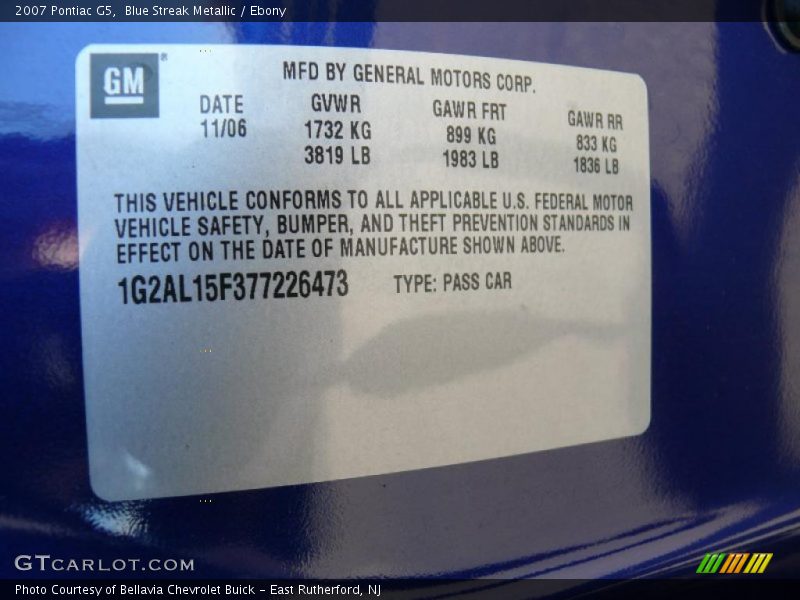 2007 Pontiac G5, Blue Streak Metallic / Ebony
GM®
MFD BY GENERAL MOTORS CORP.
DATE GVWR GAWR FRT GAWR RR
11/06 1732 KG 899 KG 833 KG
3819 LB 1983 LB 1836 LB
THIS VEHICLE CONFORMS TO ALL APPLICABLE U.S. FEDERAL MOTOR
VEHICLE SAFETY, BUMPER, AND THEFT PREVENTION STANDARDS IN
EFFECT ON THE DATE OF MANUFACTURE SHOWN ABOVE.
1G2AL15F377226473 TYPE: PASS CAR
GTCARLOT.COM
Photo Courtesy of Bellavia Chevrolet Buick – East Rutherford, NJ